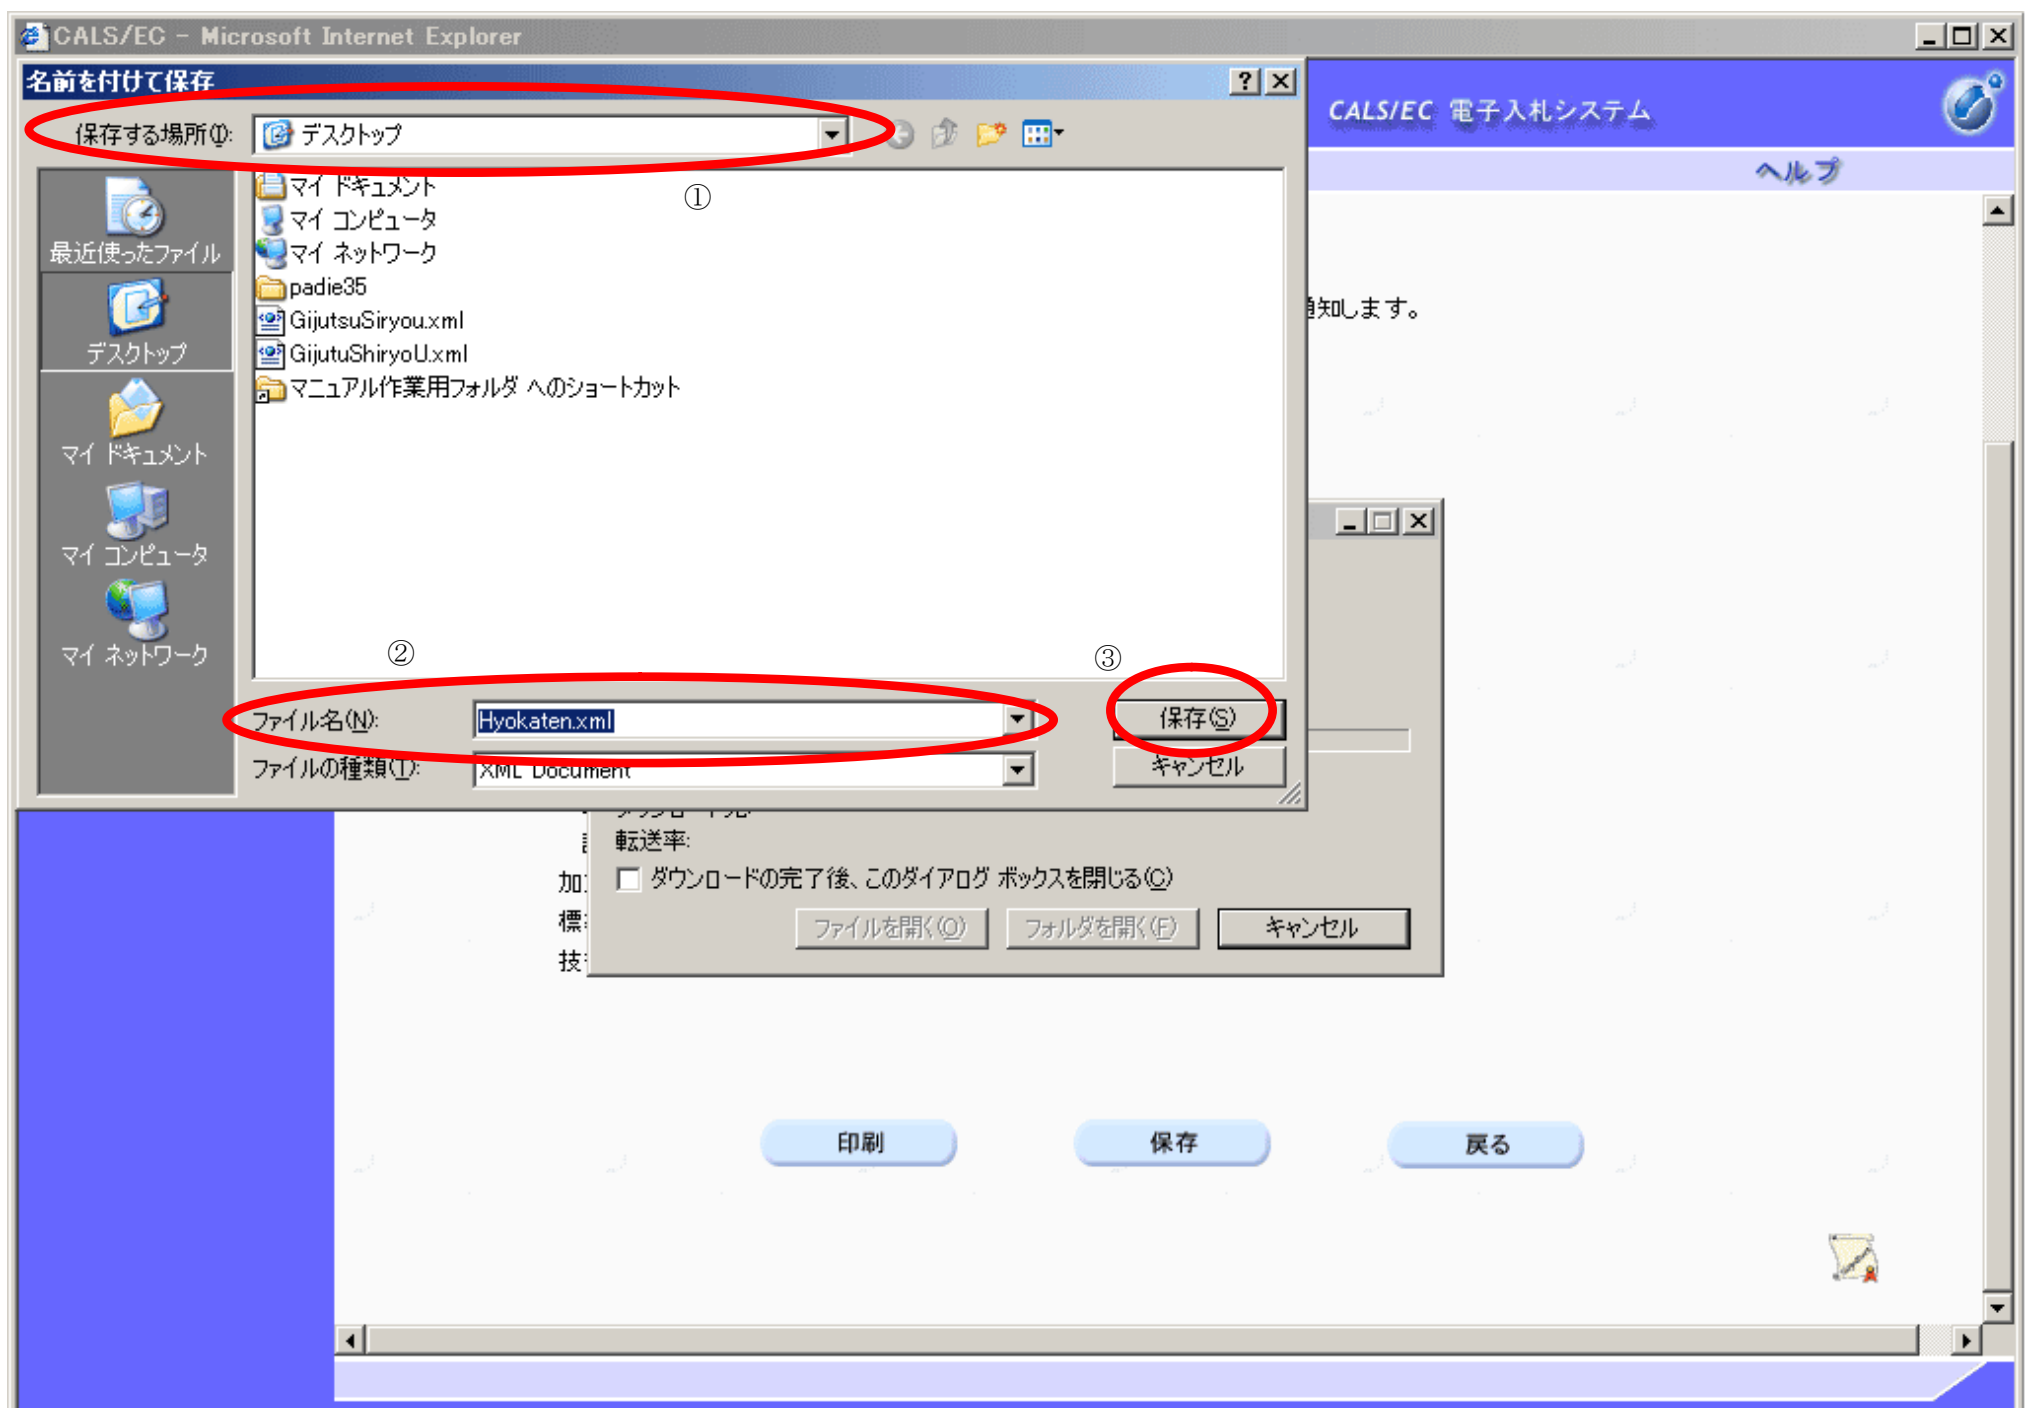 CALS/EC - Microsoft Internet Explorer
名前を付けて保存
CALS/EC 電子入札システム
保存する場所(I):
デスクトップ
ヘルプ
①
マイ ドキュメント
マイ コンピュータ
マイ ネットワーク
padie35
GijutsuSiryou.xml
GijutuShiryoU.xml
マニュアル作業用フォルダ へのショートカット
最近使ったファイル
デスクトップ
マイ ドキュメント
マイ コンピュータ
マイ ネットワーク
知します。
②
③
ファイル名(N):
Hyokaten.xml
保存(S)
ファイルの種類(T):
XML Document
キャンセル
転送率:
加
ダウンロードの完了後、このダイアログ ボックスを閉じる(C)
標
ファイルを開く(O)
フォルダを開く(F)
キャンセル
技
印刷
保存
戻る